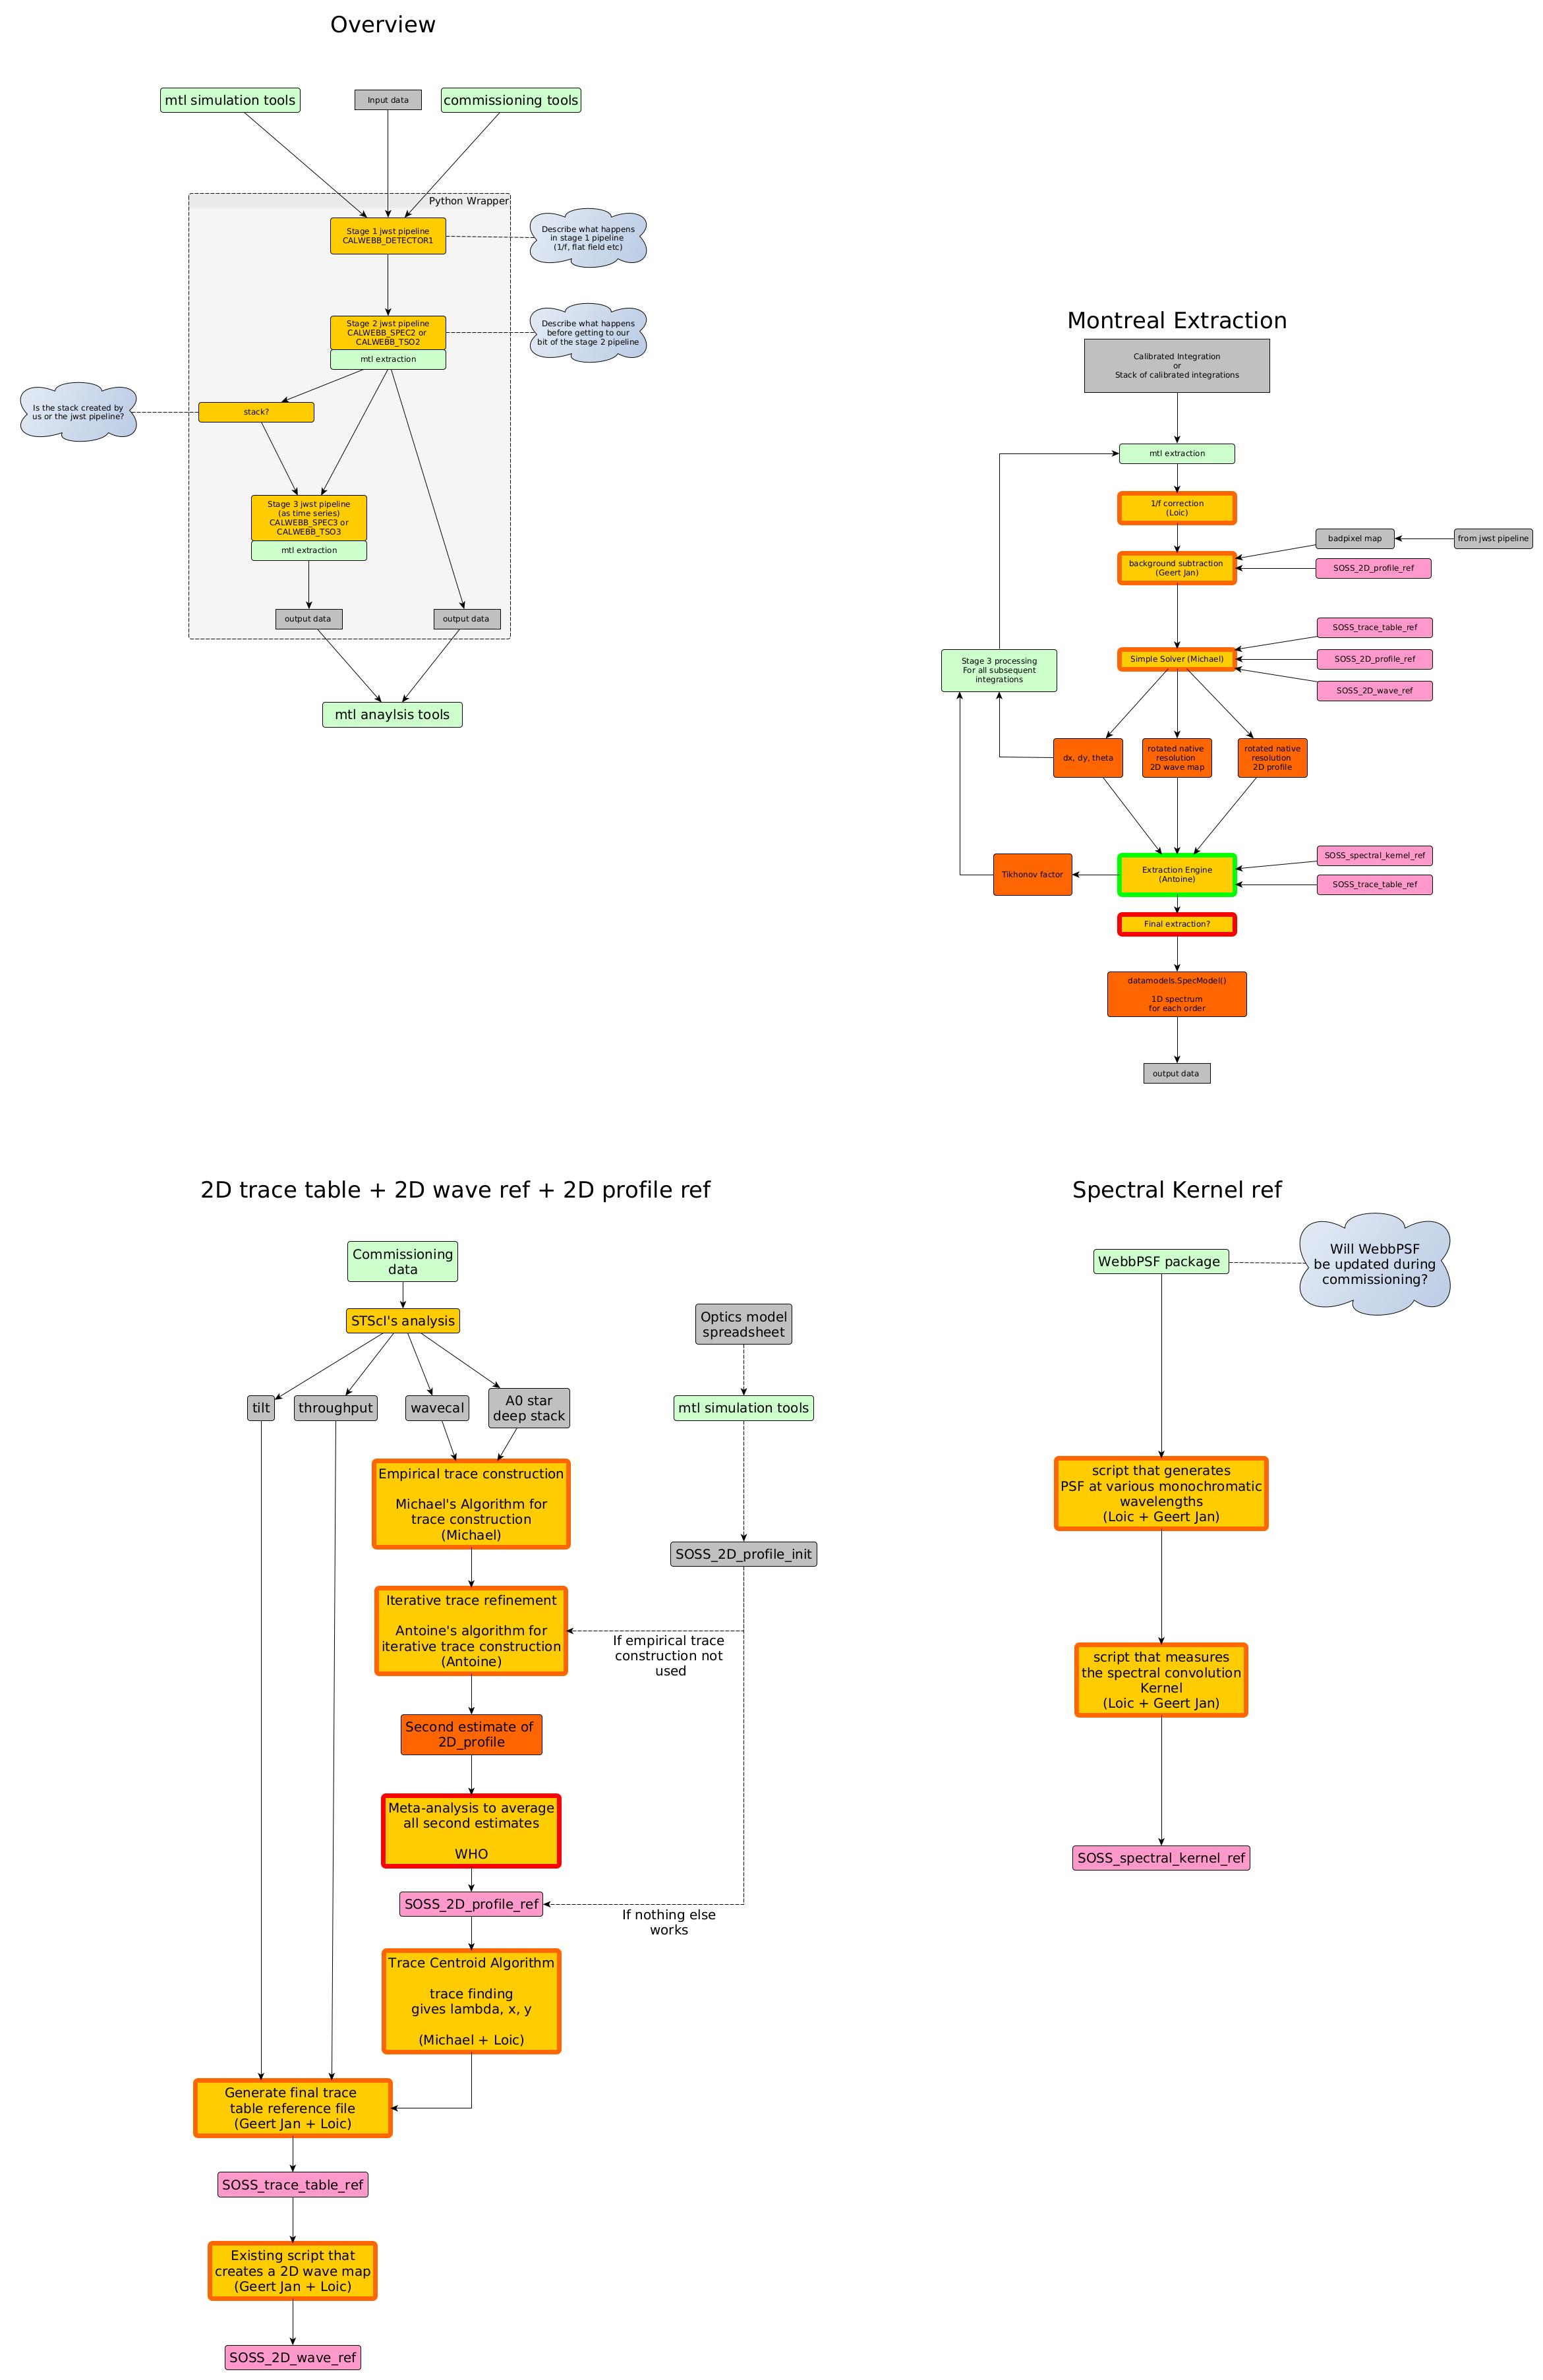 Overview
mtl simulation tools
Input data
commissioning tools
Python Wrapper
Stage 1 jwst pipeline
CALWEBB_DETECTOR1
Describe what happens
in stage 1 pipeline
(1/f, flat field etc)
Stage 2 jwst pipeline
CALWEBB_SPEC2 or
CALWEBB_TSO2
mtl extraction
Describe what happens
before getting to our
bit of the stage 2 pipeline
Is the stack created by
us or the jwst pipeline?
stack?
Stage 3 jwst pipeline
(as time series)
CALWEBB_SPEC3 or
CALWEBB_TSO3
mtl extraction
output data
output data
mtl anaylsis tools
Montreal Extraction
Calibrated Integration
or
Stack of calibrated integrations
mtl extraction
1/f correction
(Loic)
background subtraction
(Geert Jan)
badpixel map
from jwst pipeline
SOSS_2D_profile_ref
Simple Solver (Michael)
SOSS_trace_table_ref
SOSS_2D_profile_ref
SOSS_2D_wave_ref
Stage 3 processing
For all subsequent
integrations
dx, dy, theta
rotated native
resolution
2D wave map
rotated native
resolution
2D profile
Tikhonov factor
Extraction Engine
(Antoine)
SOSS_spectral_kernel_ref
SOSS_trace_table_ref
Final extraction?
datamodels.SpecModel()
1D spectrum
for each order
output data
2D trace table + 2D wave ref + 2D profile ref
Commissioning
data
STScI's analysis
tilt
throughput
wavecal
A0 star
deep stack
Optics model
spreadsheet
mtl simulation tools
SOSS_2D_profile_init
Empirical trace construction
Michael's Algorithm for
trace construction
(Michael)
Iterative trace refinement
Antoine's algorithm for
iterative trace construction
(Antoine)
If empirical trace
construction not
used
Second estimate of
2D_profile
Meta-analysis to average
all second estimates
WHO
SOSS_2D_profile_ref
If nothing else
works
Trace Centroid Algorithm
trace finding
gives lambda, x, y
(Michael + Loic)
Generate final trace
table reference file
(Geert Jan + Loic)
SOSS_trace_table_ref
Existing script that
creates a 2D wave map
(Geert Jan + Loic)
SOSS_2D_wave_ref
Spectral Kernel ref
WebbPSF package
Will WebbPSF
be updated during
commissioning?
script that generates
PSF at various monochromatic
wavelengths
(Loic + Geert Jan)
script that measures
the spectral convolution
Kernel
(Loic + Geert Jan)
SOSS_spectral_kernel_ref